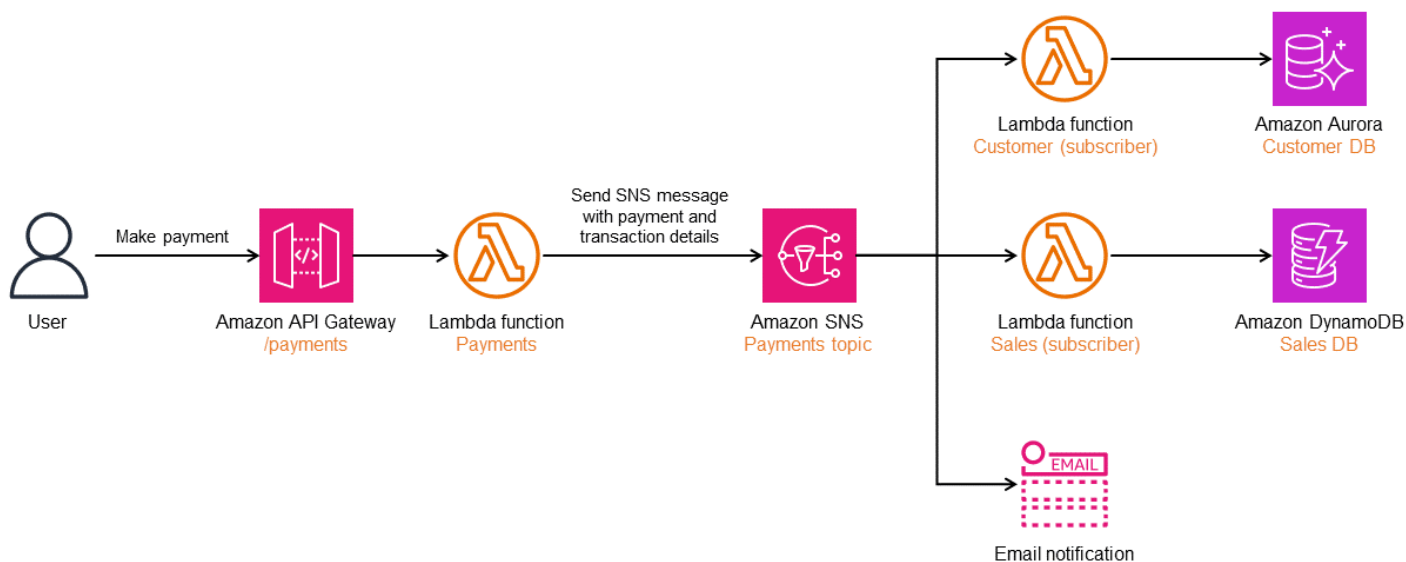 Lambda function
Customer (subscriber)
Amazon Aurora
Customer DB
Make payment
Send SNS message
with payment and
transaction details
</>
User
Amazon API Gateway
/payments
Lambda function
Payments
Amazon SNS
Payments topic
Lambda function
Sales (subscriber)
Amazon DynamoDB
Sales DB
EMAIL
Email notification